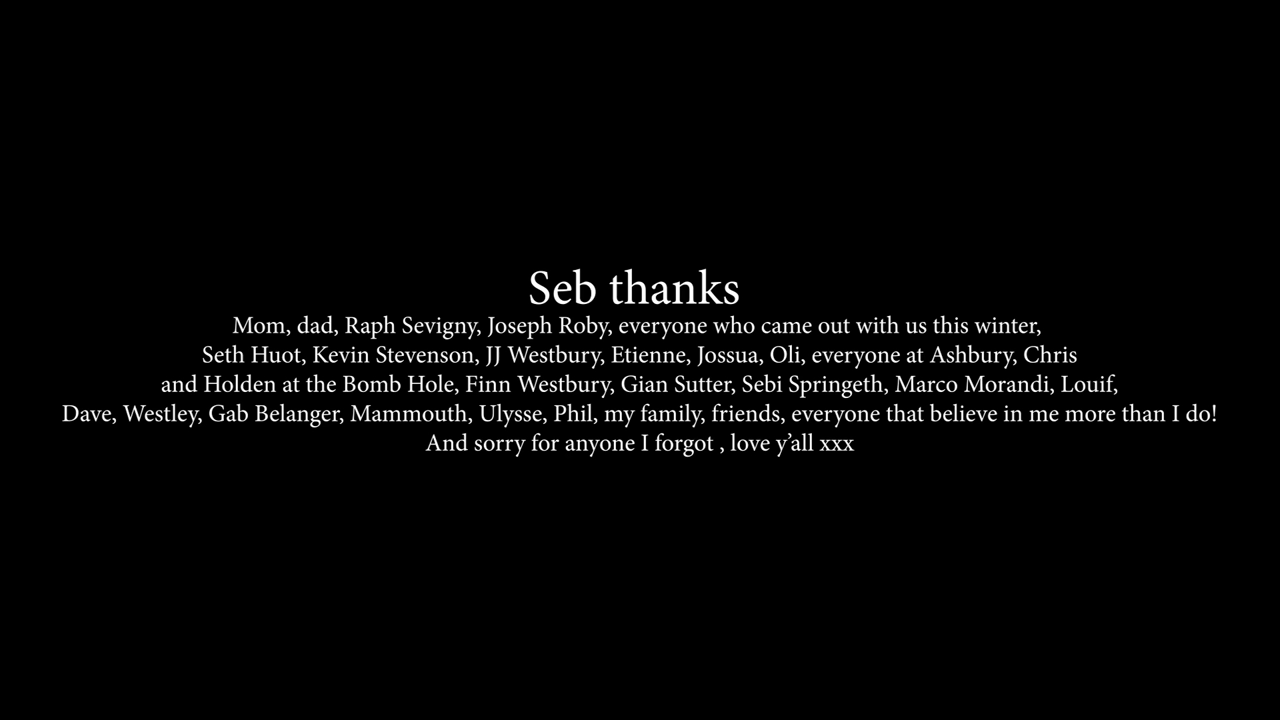 Seb thanks
Mom, dad, Raph Sevigny, Joseph Roby, everyone who came out with us this winter,
Seth Huot, Kevin Stevenson, JJ Westbury, Etienne, Jossua, Oli, everyone at Ashbury, Chris
and Holden at the Bomb Hole, Finn Westbury, Gian Sutter, Sebi Springeth, Marco Morandi, Louif,
Dave, Westley, Gab Belanger, Mammouth, Ulysse, Phil, my family, friends, everyone that believe in me more than I do!
And sorry for anyone I forgot , love y’all xxx